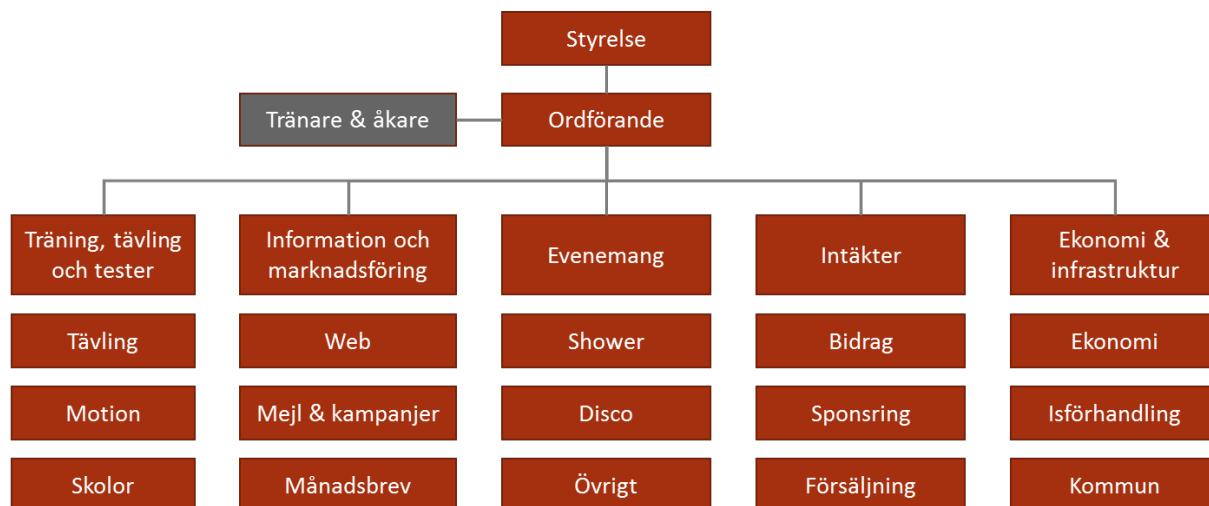 Styrelse
Tränare & åkare
Ordförande
Träning, tävling
och tester
Information och
marknadsföring
Evenemang
Intäkter
Ekonomi &
infrastruktur
Tävling
Web
Shower
Bidrag
Ekonomi
Motion
Mejl & kampanjer
Disco
Sponsring
Isförhandling
Skolor
Månadsbrev
Övrigt
Försäljning
Kommun